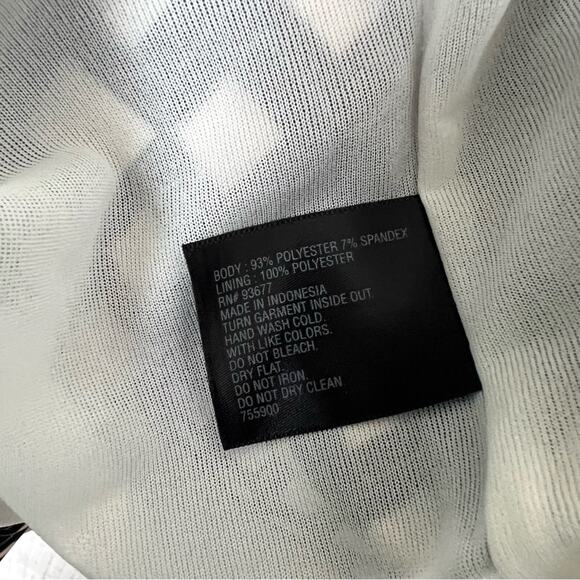 BODY : 93% POLYESTER 7% SPANDEX
LINING : 100% POLYESTER
RN# 93677
MADE IN INDONESIA
TURN GARMENT INSIDE OUT.
HAND WASH COLD.
WITH LIKE COLORS.
DO NOT BLEACH.
DRY FLAT.
DO NOT IRON.
DO NOT DRY CLEAN
755900